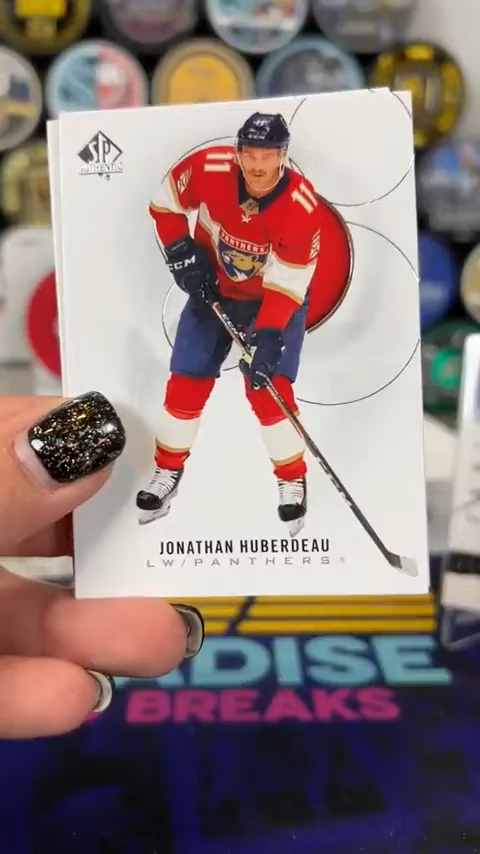 SP
AUTHENTIC
11
11
PANTHERS
CCM
JONATHAN HUBERDEAU
LW/PANTHERS
ADISE
BREAKS